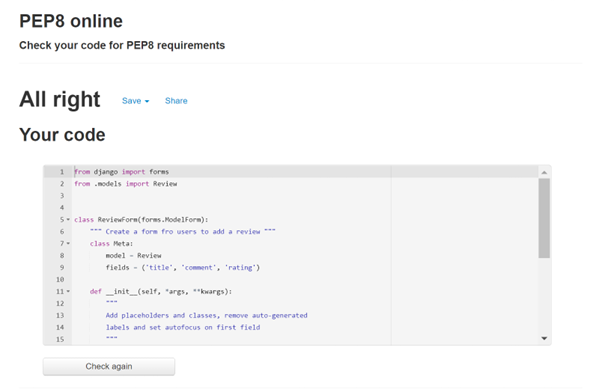 PEP8 online
Check your code for PEP8 requirements
All right Save Share
Your code
1 from django import forms
2 from .models import Review
3
4
5 class ReviewForm(forms.ModelForm):
6 """ Create a form fro users to add a review """
7 class Meta:
8 model = Review
9 fields = ('title', 'comment', 'rating')
10
11 def __init__(self, *args, **kwargs):
12 """
13 Add placeholders and classes, remove auto-generated
14 labels and set autofocus on first field
15 """
Check again